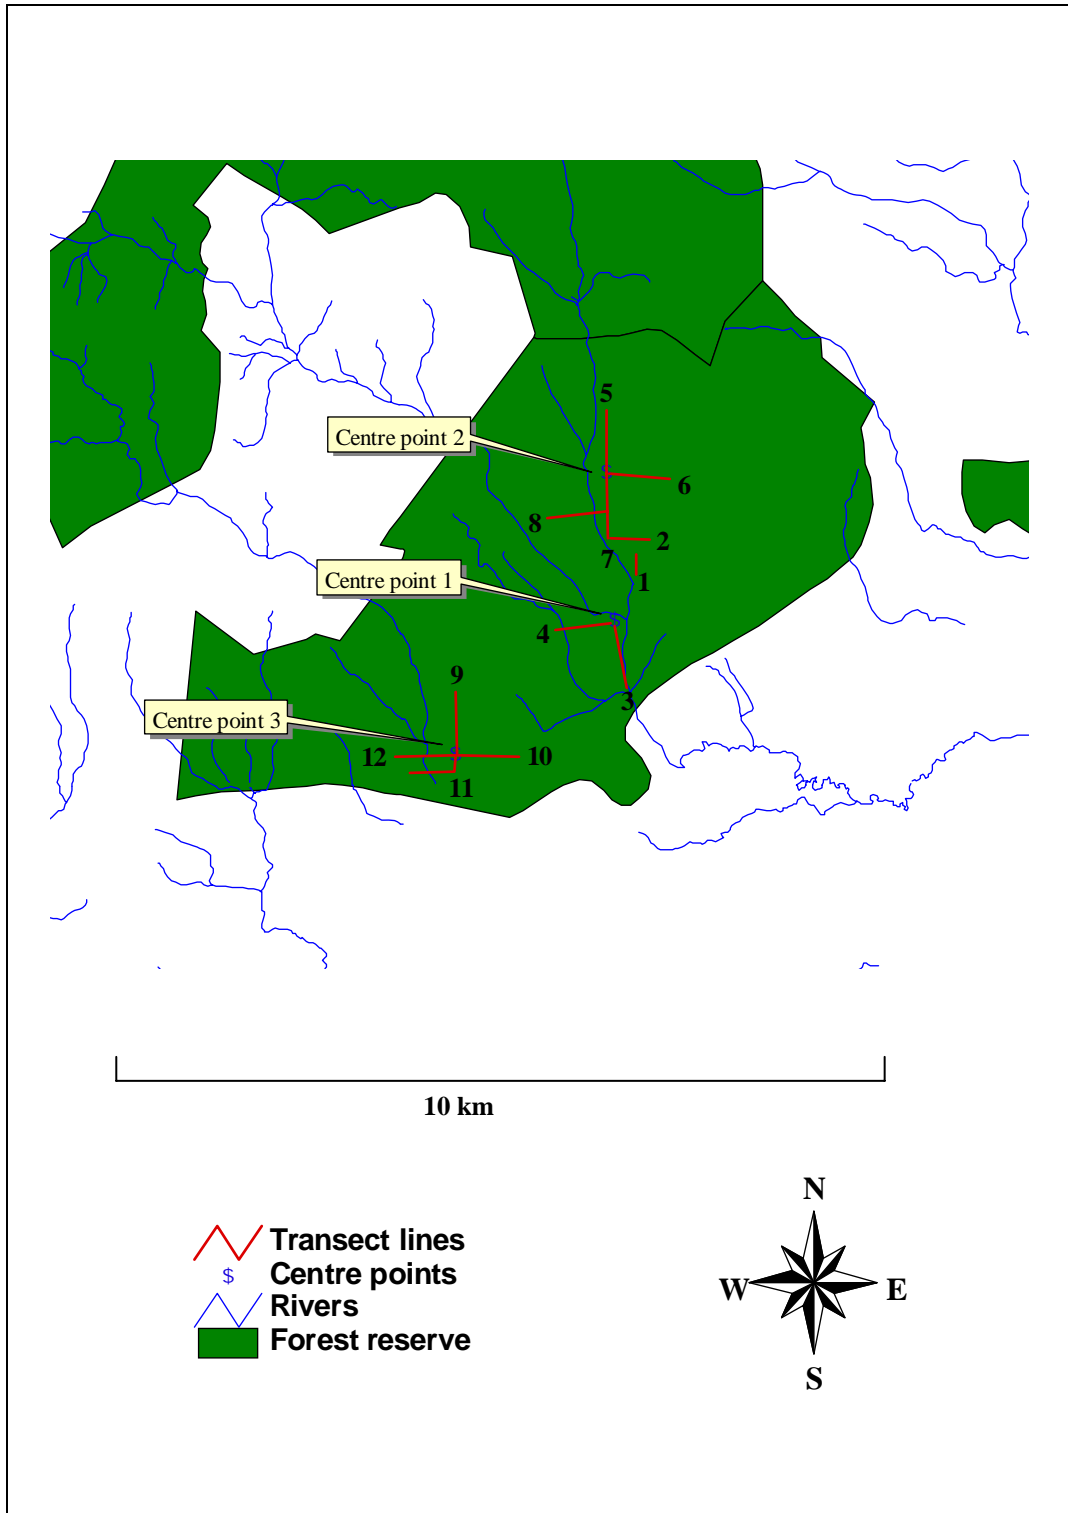 5
Centre point 2
6
8
2
7
Centre point 1
1
4
9
3
Centre point 3
12
10
11
10 km
N
Transect lines
$ Centre points
W
E
Rivers
Forest reserve
S